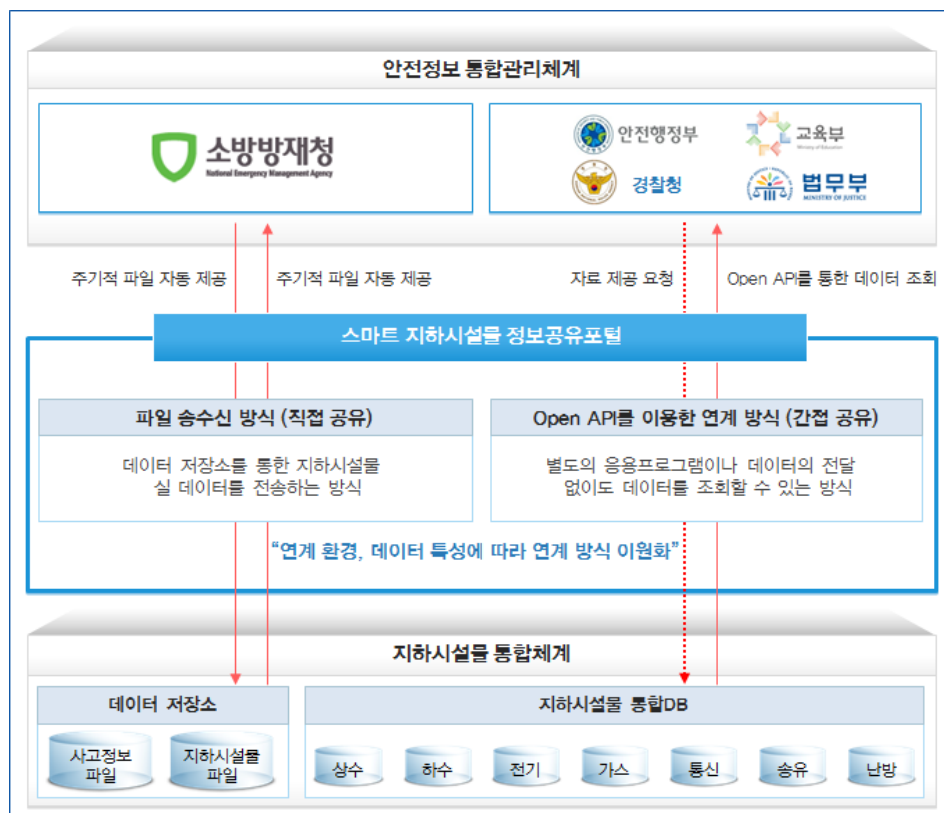 안전정보 통합관리체계
소방방재청
National Emergency Management Agency
안전행정부
교육부
Ministry of Education
경찰청
법무부
MINISTRY OF JUSTICE
주기적 파일 자동 제공
주기적 파일 자동 제공
자료 제공 요청
Open API를 통한 데이터 조회
스마트 지하시설물 정보공유포털
파일 송수신 방식 (직접 공유)
데이터 저장소를 통한 지하시설물
실 데이터를 전송하는 방식
Open API를 이용한 연계 방식 (간접 공유)
별도의 응용프로그램이나 데이터의 전달
없이도 데이터를 조회할 수 있는 방식
“연계 환경, 데이터 특성에 따라 연계 방식 이원화”
지하시설물 통합체계
데이터 저장소
사고정보
파일
지하시설물
파일
지하시설물 통합DB
상수
하수
전기
가스
통신
송유
난방